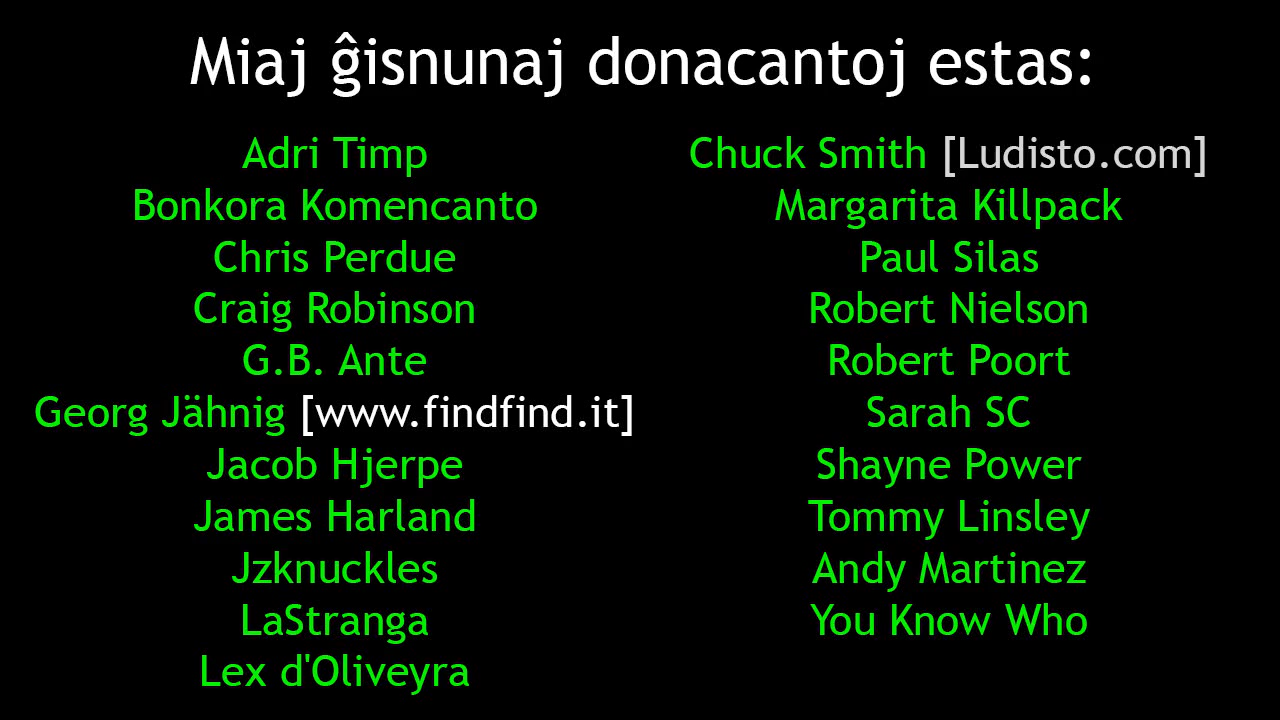 Miaj ĝisnunaj donacantoj estas:
Adri Timp
Bonkora Komencanto
Chris Perdue
Craig Robinson
G.B. Ante
Georg Jähnig [www.findfind.it]
Jacob Hjerpe
James Harland
Jzknuckles
LaStranga
Lex d'Oliveyra
Chuck Smith [Ludisto.com]
Margarita Killpack
Paul Silas
Robert Nielson
Robert Poort
Sarah SC
Shayne Power
Tommy Linsley
Andy Martinez
You Know Who